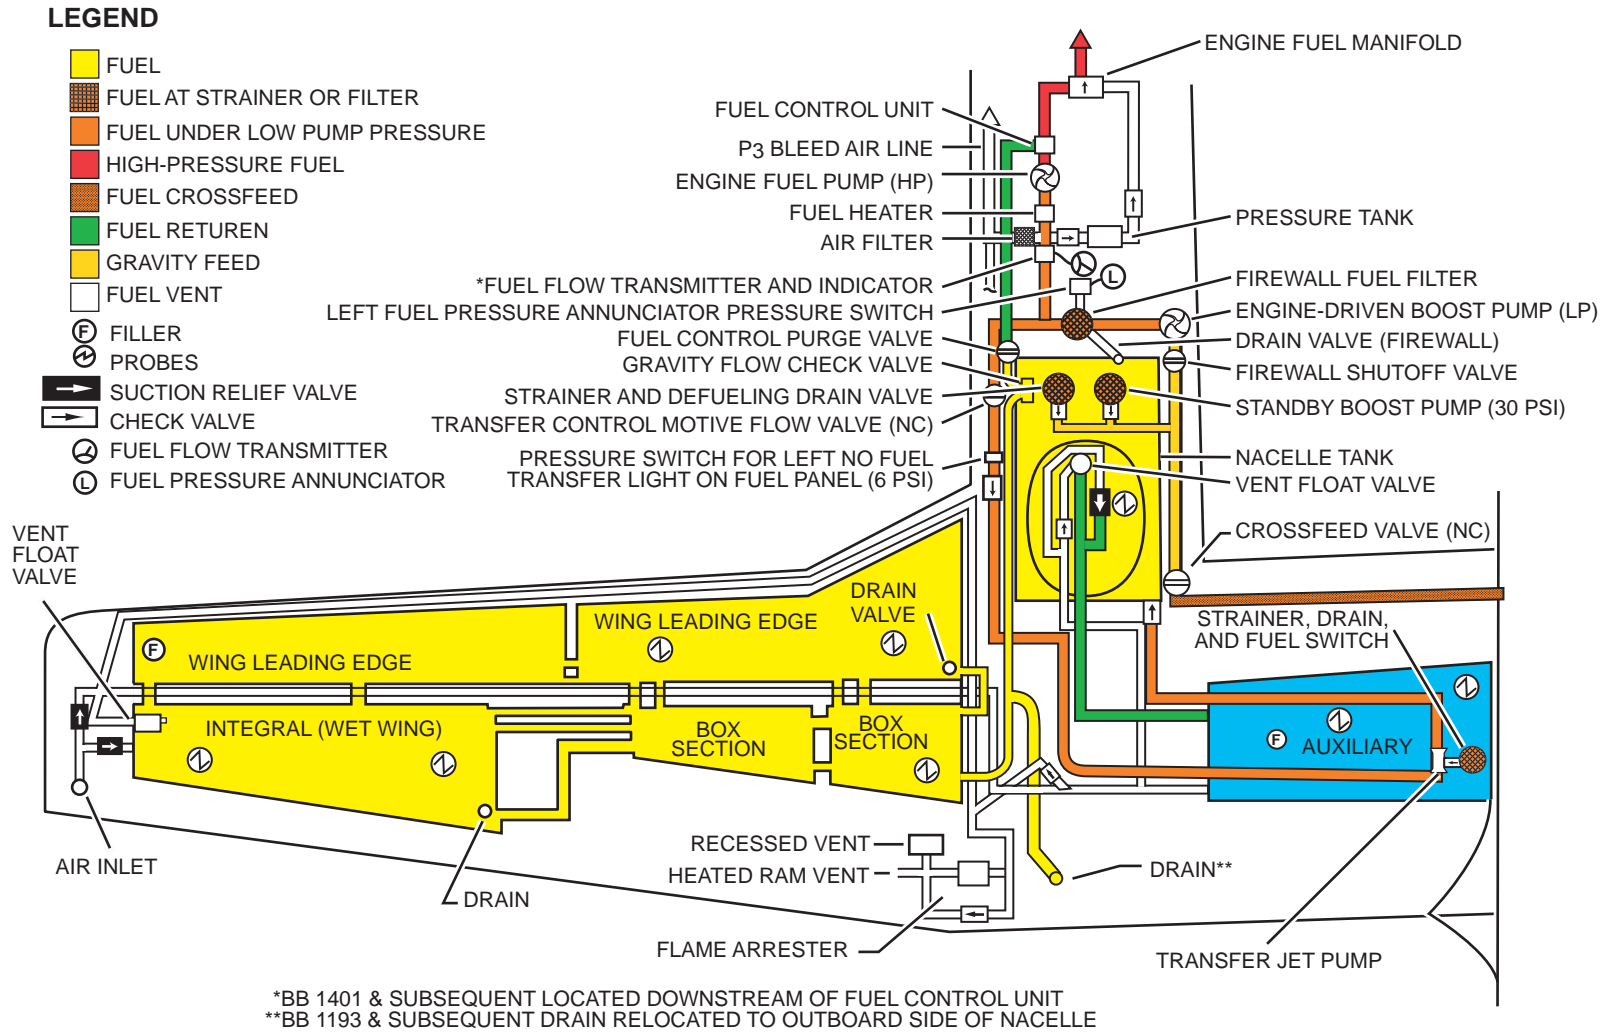 LEGEND
FUEL
FUEL AT STRAINER OR FILTER
FUEL UNDER LOW PUMP PRESSURE
HIGH-PRESSURE FUEL
FUEL CROSSFEED
FUEL RETUREN
GRAVITY FEED
FUEL VENT
F FILLER
PROBES
SUCTION RELIEF VALVE
CHECK VALVE
FUEL FLOW TRANSMITTER
L FUEL PRESSURE ANNUNCIATOR
ENGINE FUEL MANIFOLD
FUEL CONTROL UNIT
P3 BLEED AIR LINE
ENGINE FUEL PUMP (HP)
FUEL HEATER
AIR FILTER
*FUEL FLOW TRANSMITTER AND INDICATOR
LEFT FUEL PRESSURE ANNUNCIATOR PRESSURE SWITCH
FUEL CONTROL PURGE VALVE
GRAVITY FLOW CHECK VALVE
STRAINER AND DEFUELING DRAIN VALVE
TRANSFER CONTROL MOTIVE FLOW VALVE (NC)
PRESSURE SWITCH FOR LEFT NO FUEL
TRANSFER LIGHT ON FUEL PANEL (6 PSI)
L
PRESSURE TANK
FIREWALL FUEL FILTER
ENGINE-DRIVEN BOOST PUMP (LP)
DRAIN VALVE (FIREWALL)
FIREWALL SHUTOFF VALVE
STANDBY BOOST PUMP (30 PSI)
NACELLE TANK
VENT FLOAT VALVE
CROSSFEED VALVE (NC)
STRAINER, DRAIN,
AND FUEL SWITCH
VENT
FLOAT
VALVE
F
WING LEADING EDGE
WING LEADING EDGE
DRAIN
VALVE
INTEGRAL (WET WING)
BOX
SECTION
BOX
SECTION
F
AUXILIARY
AIR INLET
DRAIN
RECESSED VENT
HEATED RAM VENT
FLAME ARRESTER
DRAIN**
TRANSFER JET PUMP
*BB 1401 & SUBSEQUENT LOCATED DOWNSTREAM OF FUEL CONTROL UNIT
**BB 1193 & SUBSEQUENT DRAIN RELOCATED TO OUTBOARD SIDE OF NACELLE